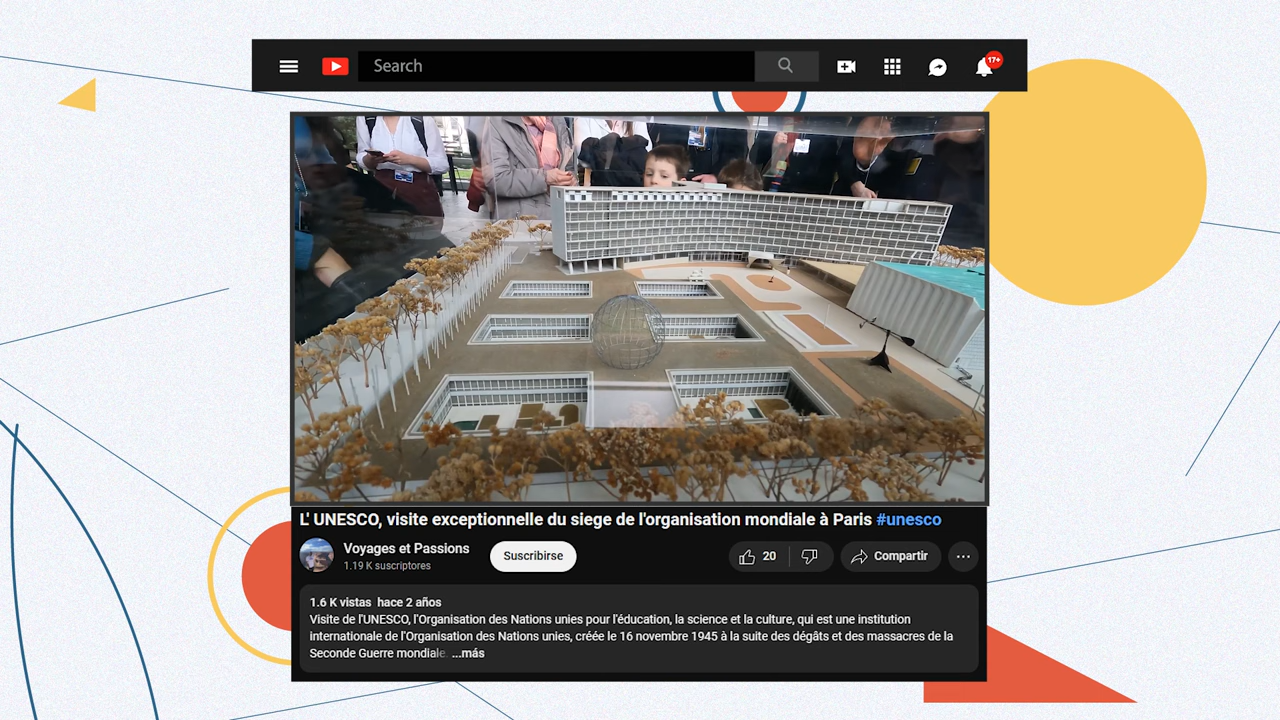 Search
17+
L' UNESCO, visite exceptionnelle du siege de l'organisation mondiale à Paris #unesco
Voyages et Passions
1.19 K suscriptores
Suscribirse
20
Compartir
1.6 K vistas hace 2 años
Visite de l'UNESCO, l'Organisation des Nations unies pour l'éducation, la science et la culture, qui est une institution
internationale de l'Organisation des Nations unies, créée le 16 novembre 1945 à la suite des dégâts et des massacres de la
Seconde Guerre mondiale. ...más